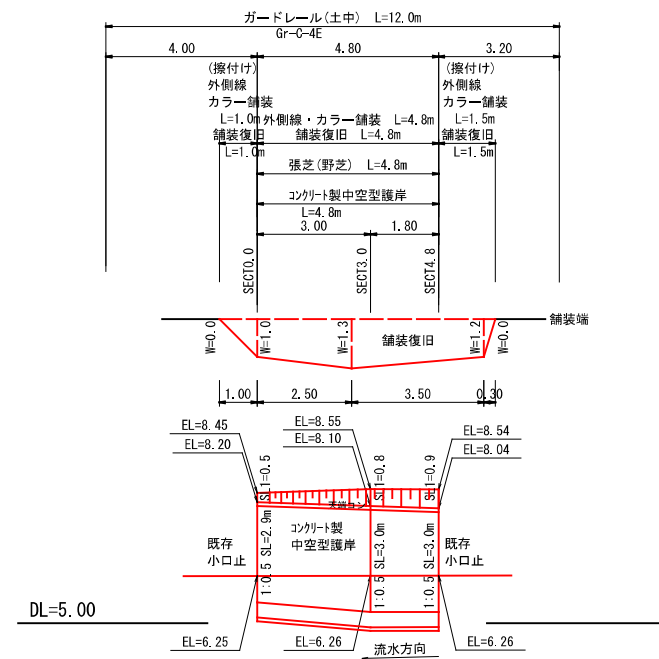 ガードレール(土中) L=12.0m
Gr-C-4E
4.00
4.80
3.20
(擦付け)
外側線
カラー舗装
L=1.0m
舗装復旧
L=1.0m
外側線・カラー舗装 L=4.8m
舗装復旧 L=4.8m
(擦付け)
外側線
カラー舗装
L=1.5m
舗装復旧
L=1.5m
張芝(野芝) L=4.8m
コンクリート製中空型護岸
L=4.8m
3.00
1.80
SECT0.0
SECT3.0
SECT4.8
舗装端
W=0.0
W=1.0
W=1.3
舗装復旧
W=1.2
W=0.0
1.00
2.50
3.50
0.30
EL=8.45
EL=8.20
EL=8.55
EL=8.10
EL=8.54
EL=8.04
SL1=0.5
SL1=0.8
SL1=0.9
天端コン
コンクリート製
中空型護岸
既存
小口止
既存
小口止
1:0.5 SL=2.9m
1:0.5 SL=3.0m
1:0.5 SL=3.0m
DL=5.00
EL=6.25
EL=6.26
EL=6.26
流水方向